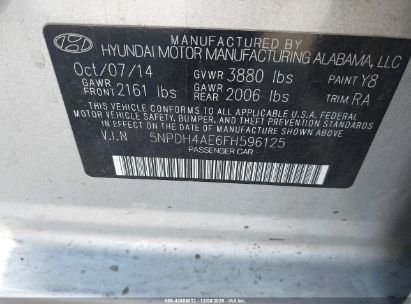 MANUFACTURED BY
HYUNDAI MOTOR MANUFACTURING ALABAMA, LLC
Oct/07/14 GVWR 3880 lbs PAINT Y8
GAWR FRONT 2161 lbs GAWR REAR 2006 lbs TRIM RA
THIS VEHICLE CONFORMS TO ALL APPLICABLE U.S.A. FEDERAL
MOTOR VEHICLE SAFETY, BUMPER, AND THEFT PREVENTION STANDARDS
IN EFFECT ON THE DATE OF MANUFACTURE SHOWN ABOVE.
V.I.N 5NPDH4AE6FH596125
PASSENGER CAR